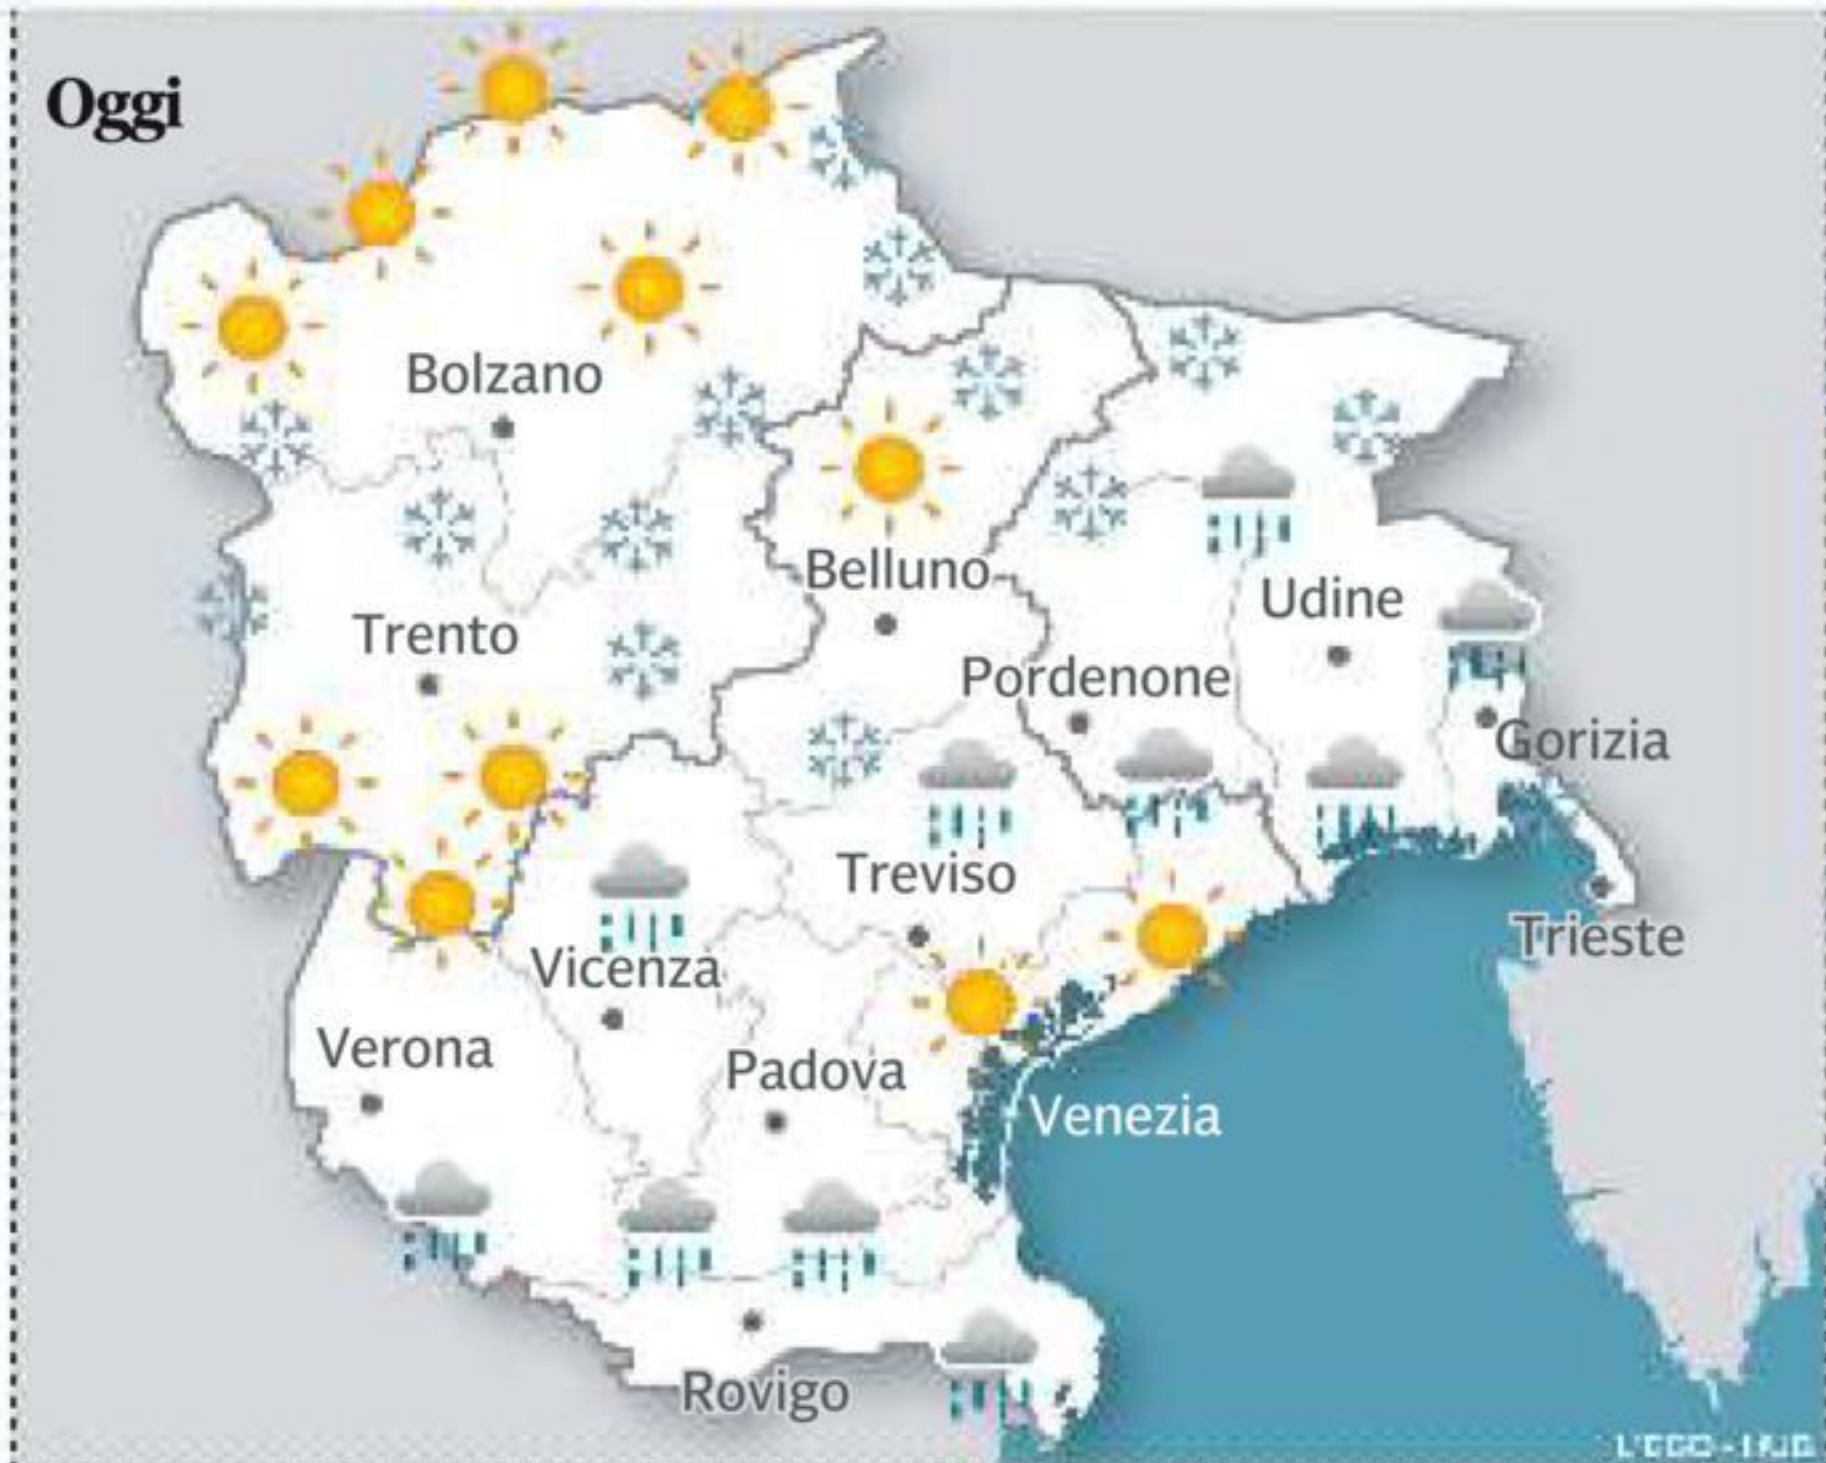 Oggi
Bolzano
Belluno
Udine
Trento
Pordenone
Gorizia
Treviso
Trieste
Vicenza
Verona
Padova
Venezia
Rovigo